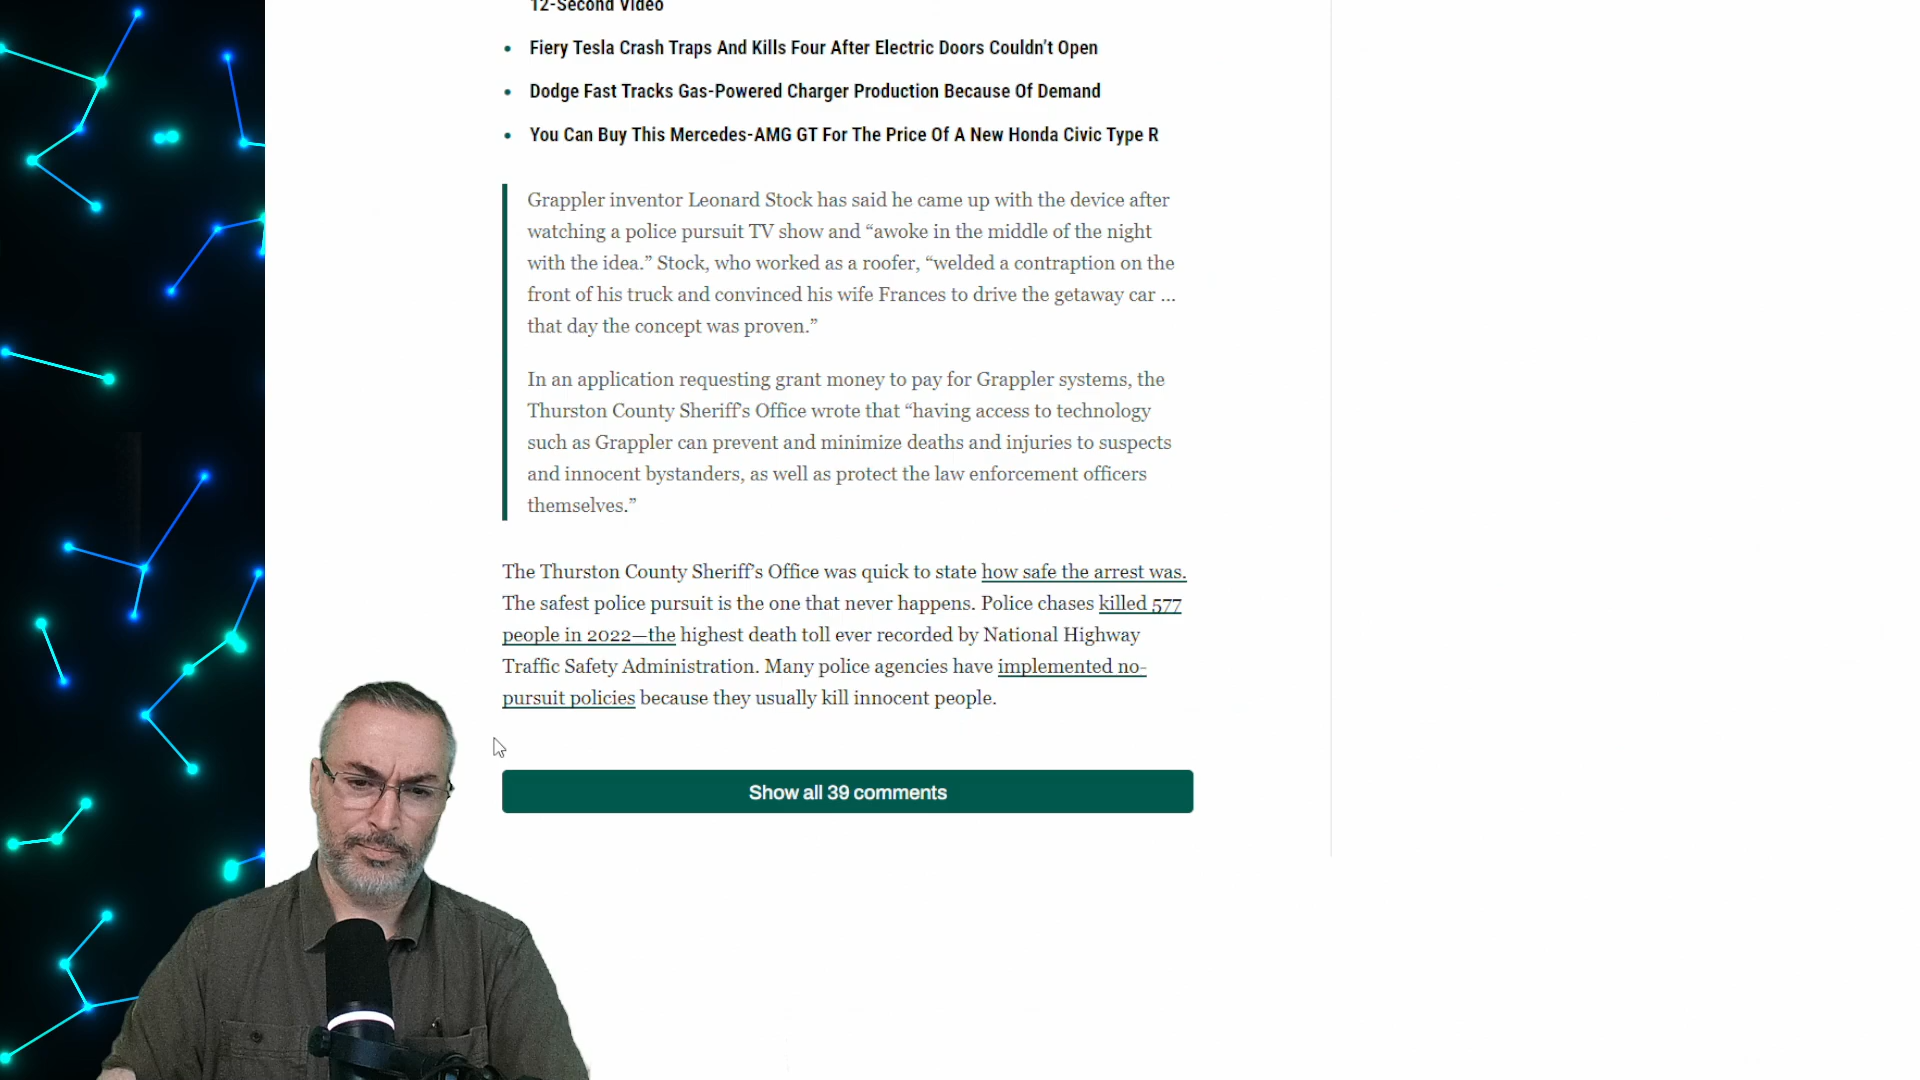 12-Second Video
• Fiery Tesla Crash Traps And Kills Four After Electric Doors Couldn't Open
• Dodge Fast Tracks Gas-Powered Charger Production Because Of Demand
• You Can Buy This Mercedes-AMG GT For The Price Of A New Honda Civic Type R
Grappler inventor Leonard Stock has said he came up with the device after
watching a police pursuit TV show and “awoke in the middle of the night
with the idea.” Stock, who worked as a roofer, “welded a contraption on the
front of his truck and convinced his wife Frances to drive the getaway car ...
that day the concept was proven.”
In an application requesting grant money to pay for Grappler systems, the
Thurston County Sheriff’s Office wrote that “having access to technology
such as Grappler can prevent and minimize deaths and injuries to suspects
and innocent bystanders, as well as protect the law enforcement officers
themselves.”
The Thurston County Sheriff’s Office was quick to state how safe the arrest was.
The safest police pursuit is the one that never happens. Police chases killed 577
people in 2022—the highest death toll ever recorded by National Highway
Traffic Safety Administration. Many police agencies have implemented no-
pursuit policies because they usually kill innocent people.
Show all 39 comments